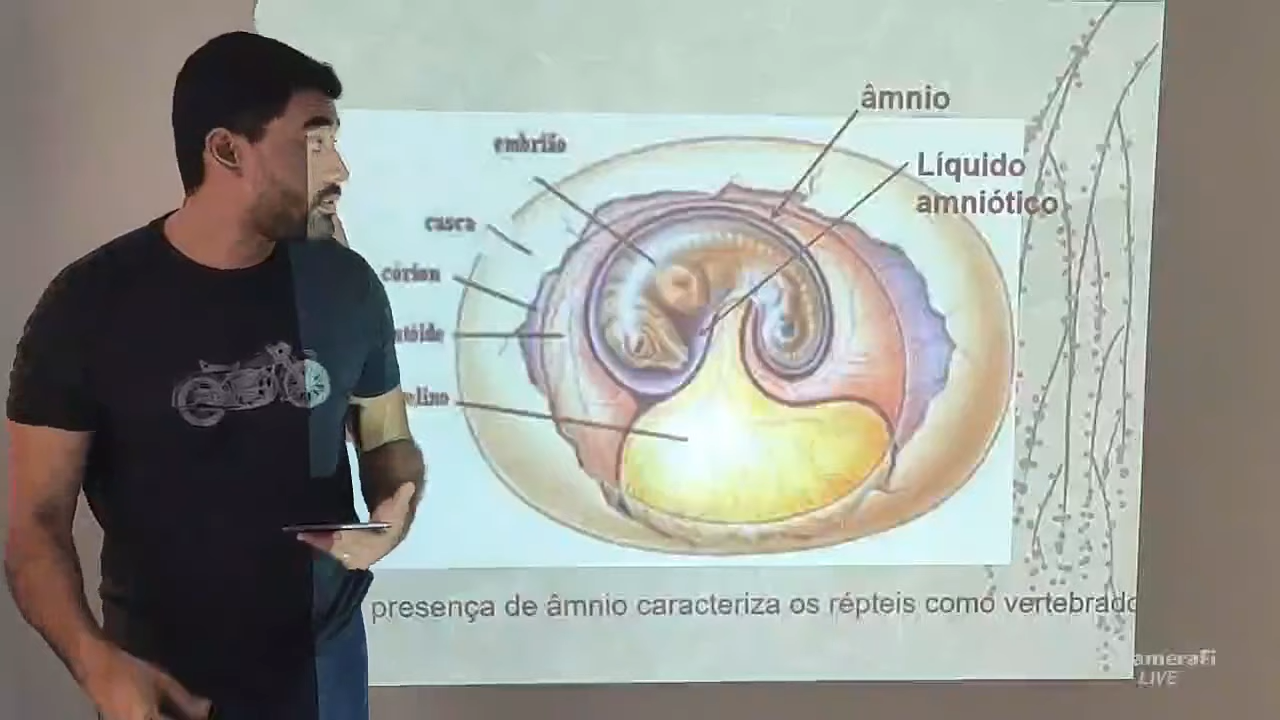 âmnio
embrião
Líquido
amniótico
casca
córion
presença de âmnio caracteriza os répteis como vertebrado
LIVE